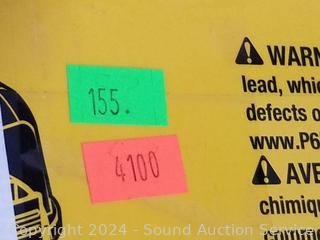 WARN
lead, whic
defects o
www.P6
155.
4100
AVE
chimiqu
Copyright 2024 - Sound Auction Service